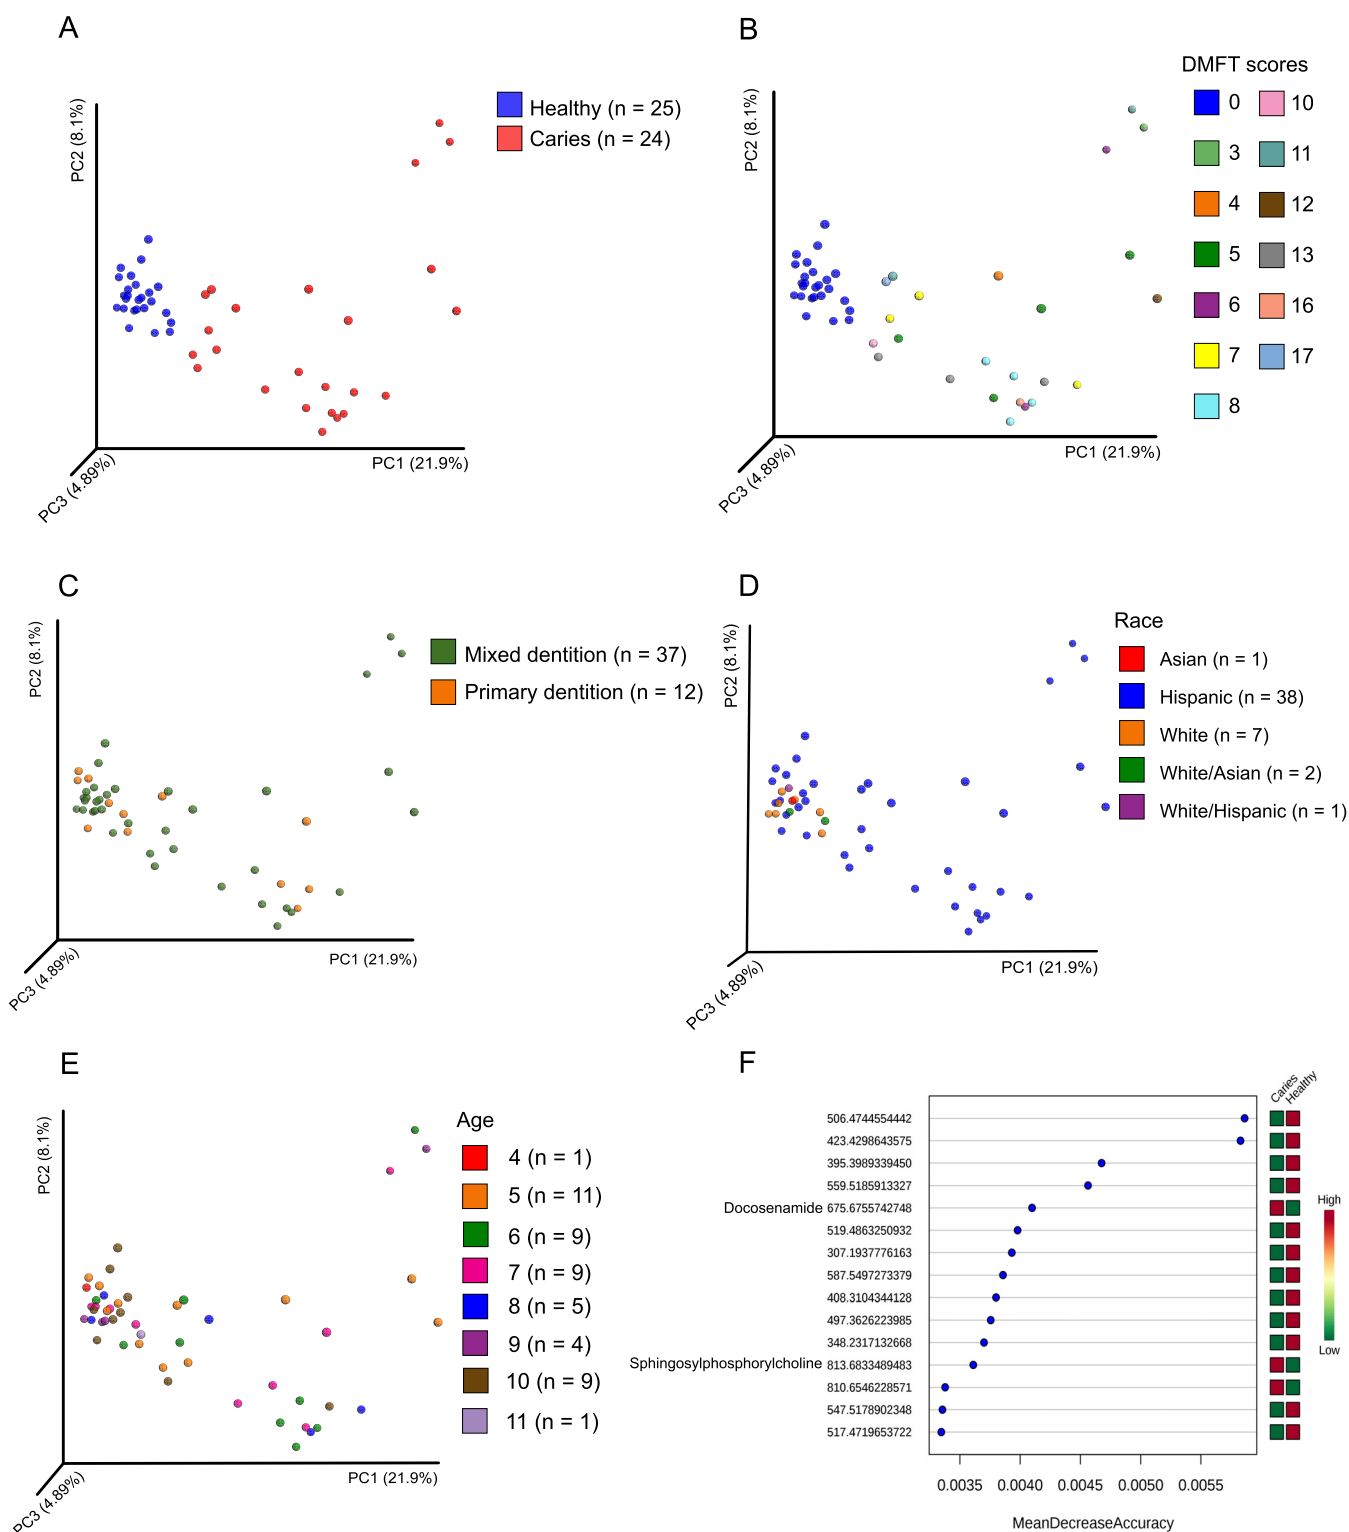 A
PC2 (8.1%)
Healthy (n = 25)
Caries (n = 24)
PC1 (21.9%)
PC3 (4.89%)
B
PC2 (8.1%)
DMFT scores
0 10
3 11
4 12
5 13
6 16
7 17
8
PC1 (21.9%)
PC3 (4.89%)
C
PC2 (8.1%)
Mixed dentition (n = 37)
Primary dentition (n = 12)
PC1 (21.9%)
PC3 (4.89%)
D
PC2 (8.1%)
Race
Asian (n = 1)
Hispanic (n = 38)
White (n = 7)
White/Asian (n = 2)
White/Hispanic (n = 1)
PC1 (21.9%)
PC3 (4.89%)
E
PC2 (8.1%)
Age
4 (n = 1)
5 (n = 11)
6 (n = 9)
7 (n = 9)
8 (n = 5)
9 (n = 4)
10 (n = 9)
11 (n = 1)
PC1 (21.9%)
PC3 (4.89%)
F
Caries
Healthy
506.4744554442
423.4298643575
395.3989339450
559.5185913327
Docosenamide 675.6755742748
519.4863250932
307.1937776163
587.5497273379
408.3104344128
497.3626223985
348.2317132668
Sphingosylphosphorylcholine 813.6833489483
810.6546228571
547.5178902348
517.4719653722
High
Low
0.0035 0.0040 0.0045 0.0050 0.0055
MeanDecreaseAccuracy